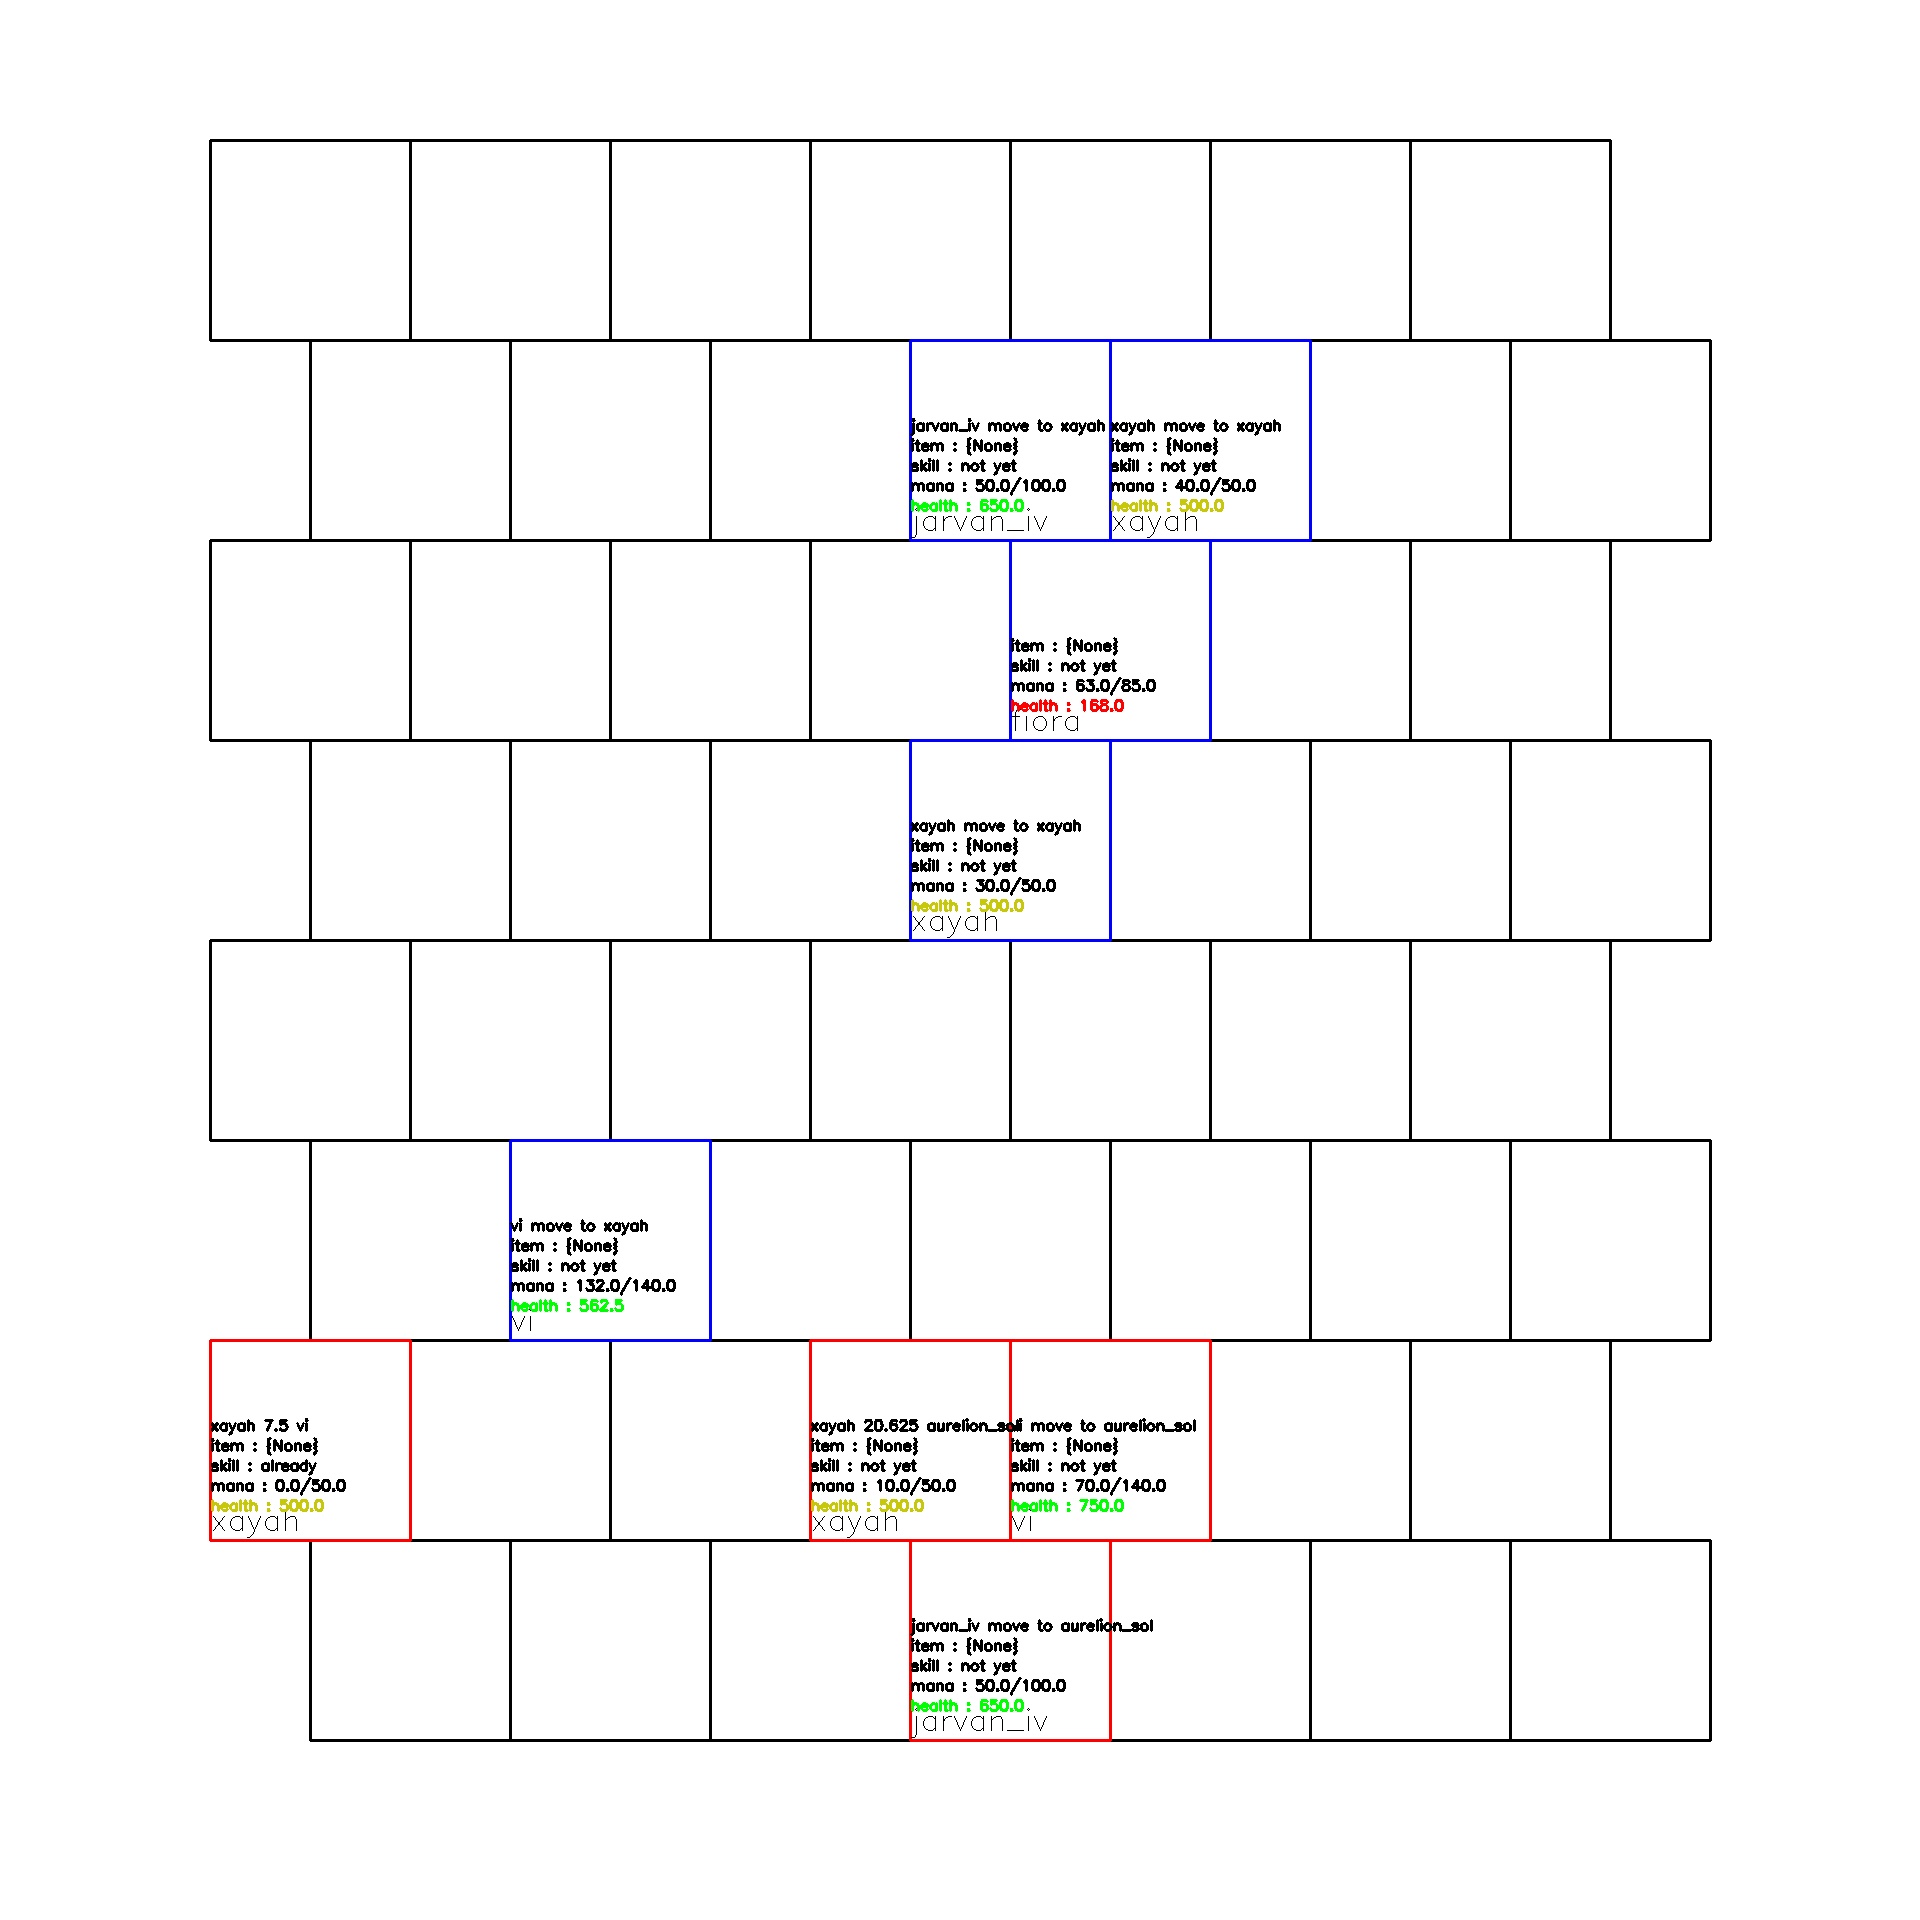 jarvan_iv move to xayah
item : {None}
skill : not yet
mana : 50.0/100.0
health : 650.0
jarvan_iv
xayah move to xayah
item : {None}
skill : not yet
mana : 40.0/50.0
health : 500.0
xayah
item : {None}
skill : not yet
mana : 63.0/85.0
health : 168.0
fiora
xayah move to xayah
item : {None}
skill : not yet
mana : 30.0/50.0
health : 500.0
xayah
vi move to xayah
item : {None}
skill : not yet
mana : 132.0/140.0
health : 562.5
vi
xayah 7.5 vi
item : {None}
skill : already
mana : 0.0/50.0
health : 500.0
xayah
xayah 20.625 aurelion_sol
item : {None}
skill : not yet
mana : 10.0/50.0
health : 500.0
xayah
vi move to aurelion_sol
item : {None}
skill : not yet
mana : 70.0/140.0
health : 750.0
vi
jarvan_iv move to aurelion_sol
item : {None}
skill : not yet
mana : 50.0/100.0
health : 650.0
jarvan_iv